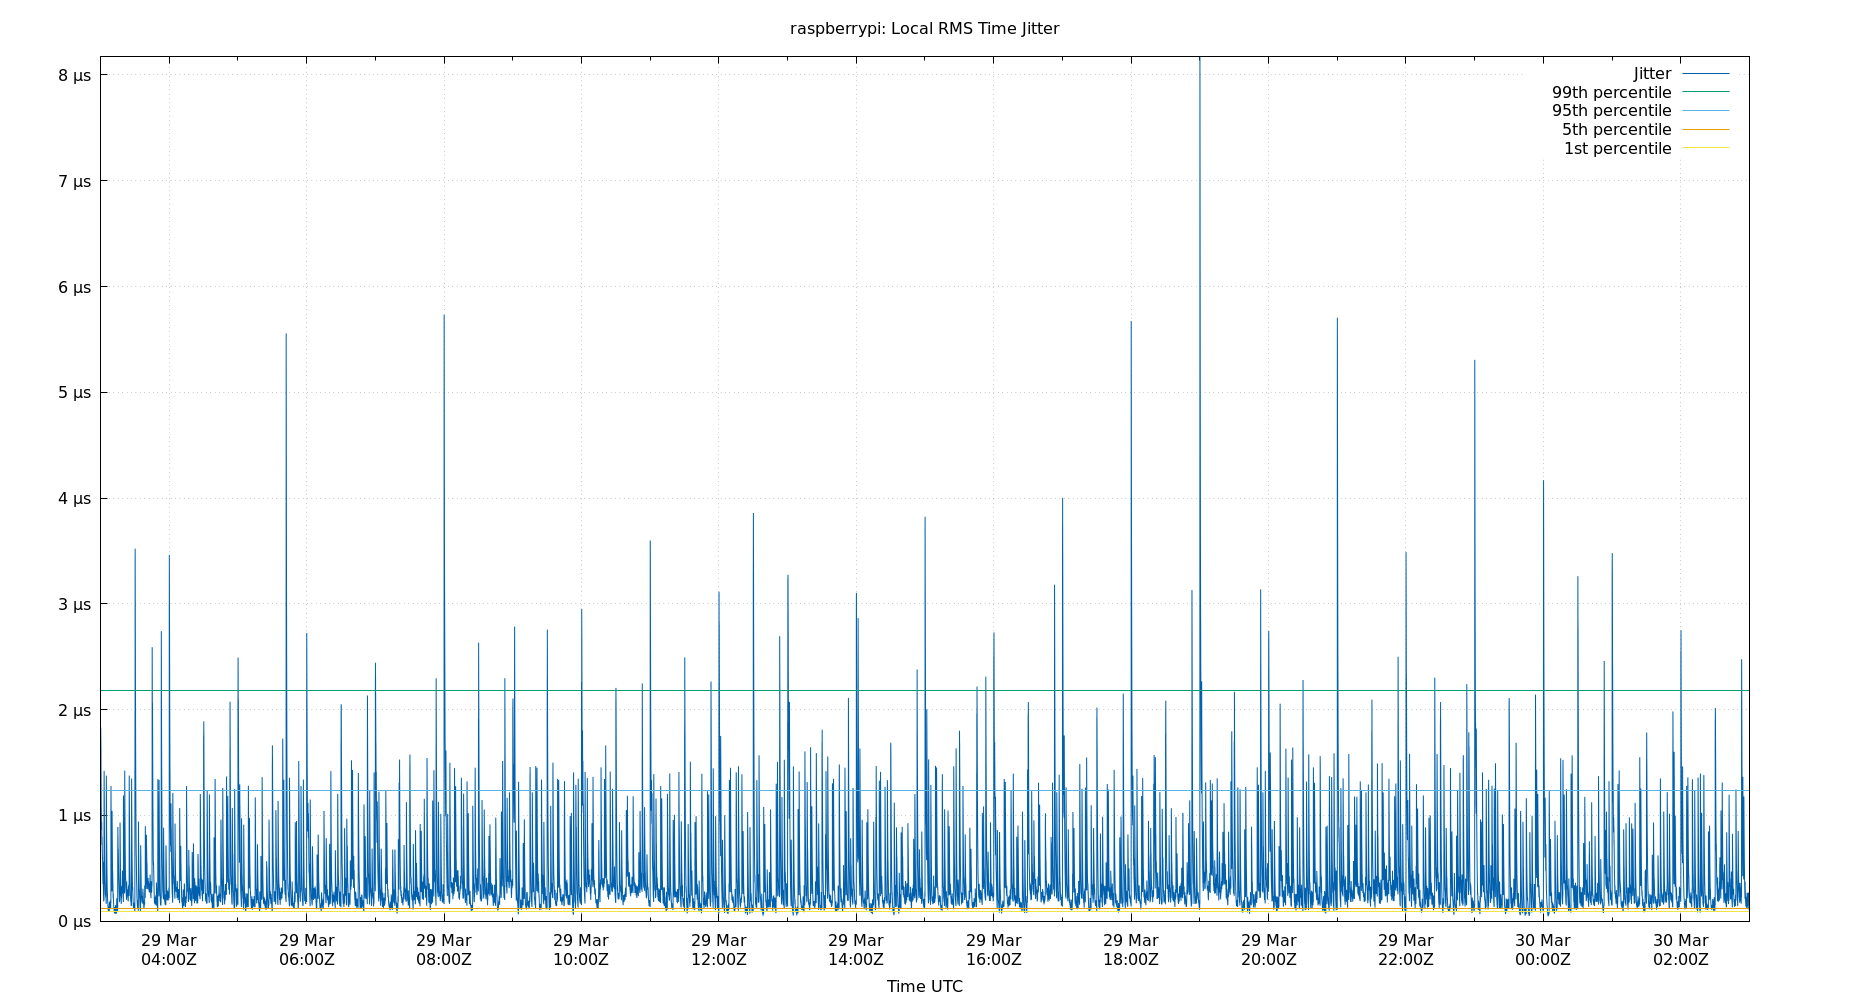 raspberrypi: Local RMS Time Jitter
8 µs
7 µs
6 µs
5 µs
4 µs
3 µs
2 µs
1 µs
0 µs
Jitter
99th percentile
95th percentile
5th percentile
1st percentile
29 Mar 29 Mar 29 Mar 29 Mar 29 Mar 29 Mar 29 Mar 29 Mar 29 Mar 29 Mar 30 Mar 30 Mar
04:00Z 06:00Z 08:00Z 10:00Z 12:00Z 14:00Z 16:00Z 18:00Z 20:00Z 22:00Z 00:00Z 02:00Z
Time UTC